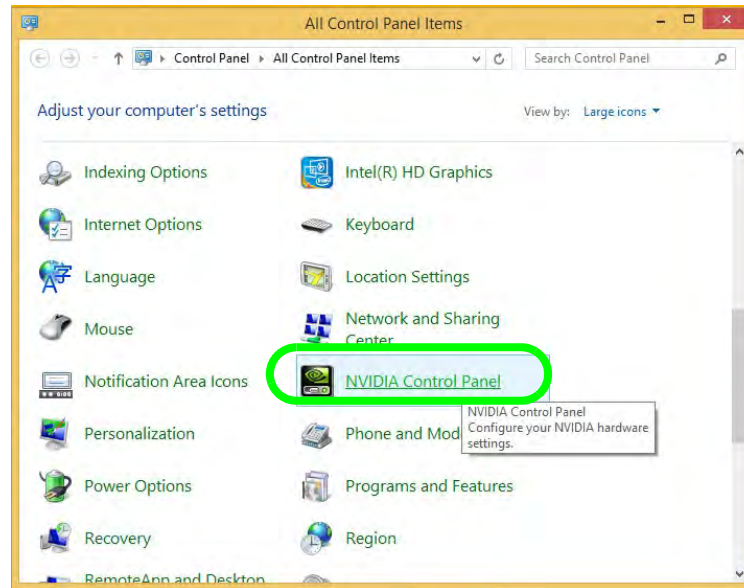 All Control Panel Items
Control Panel ▸ All Control Panel Items
Search Control Panel
Adjust your computer's settings
View by: Large icons
Indexing Options
Intel(R) HD Graphics
Internet Options
Keyboard
Language
Location Settings
Mouse
Network and Sharing
Center
Notification Area Icons
NVIDIA Control Panel
NVIDIA Control Panel
Configure your NVIDIA hardware
settings.
Personalization
Phone and Mod
Power Options
Programs and Features
Recovery
Region
RemoteApp and Desktop